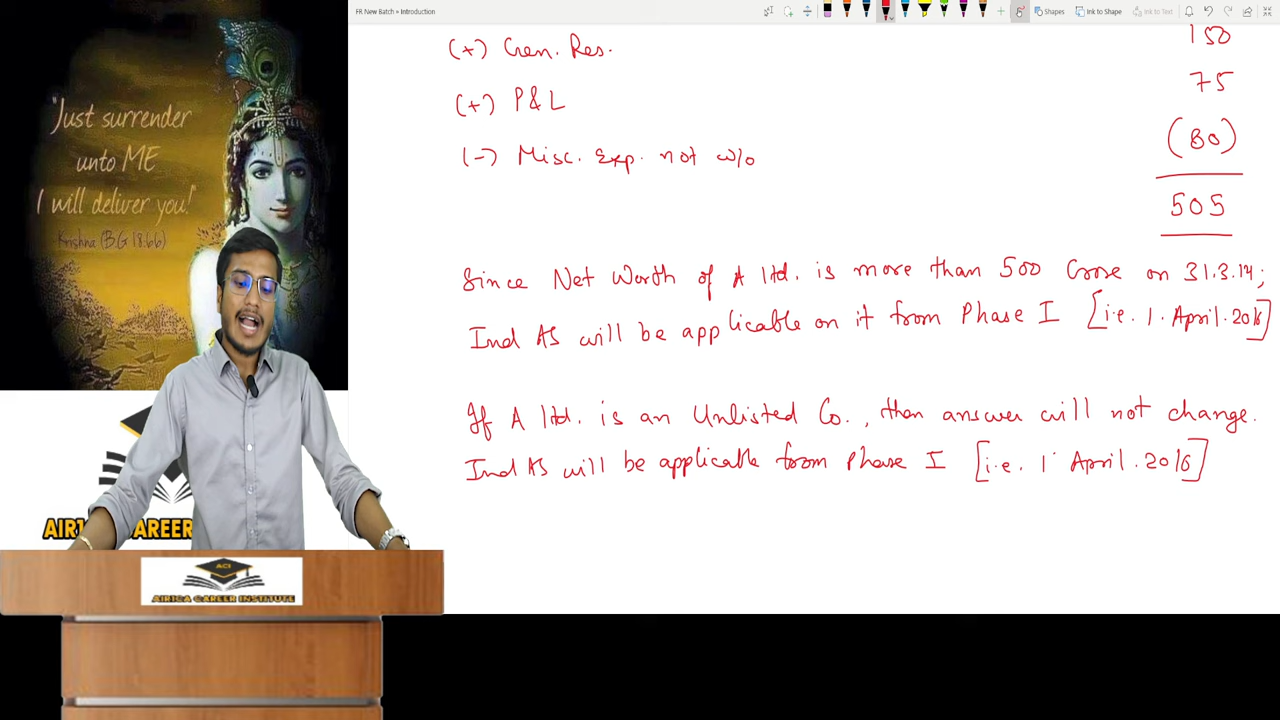 FR New Batch » Introduction
Shapes
Ink to Shape
Ink to Text
"Just surrender
unto ME
I will deliver you!"
Krishna (BG 18:66)
150
(+) Gen. Res.
(+) P&L 75
(-) Misc. Exp. not w/o (80)
505
Since Net Worth of A ltd. is more than 500 Crore on 31.3.14;
Ind AS will be applicable on it from Phase I [i.e. 1. April. 2016]
If A ltd. is an Unlisted Co., then answer will not change.
Ind AS will be applicable from Phase I [i.e. 1 April. 2016]
AIR1CA CAREER
ACI
AIR1CA CAREER INSTITUTE